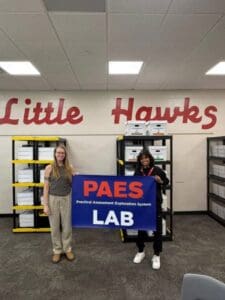 Little Hawks
PAES
Practical Assessment Exploration System
LAB